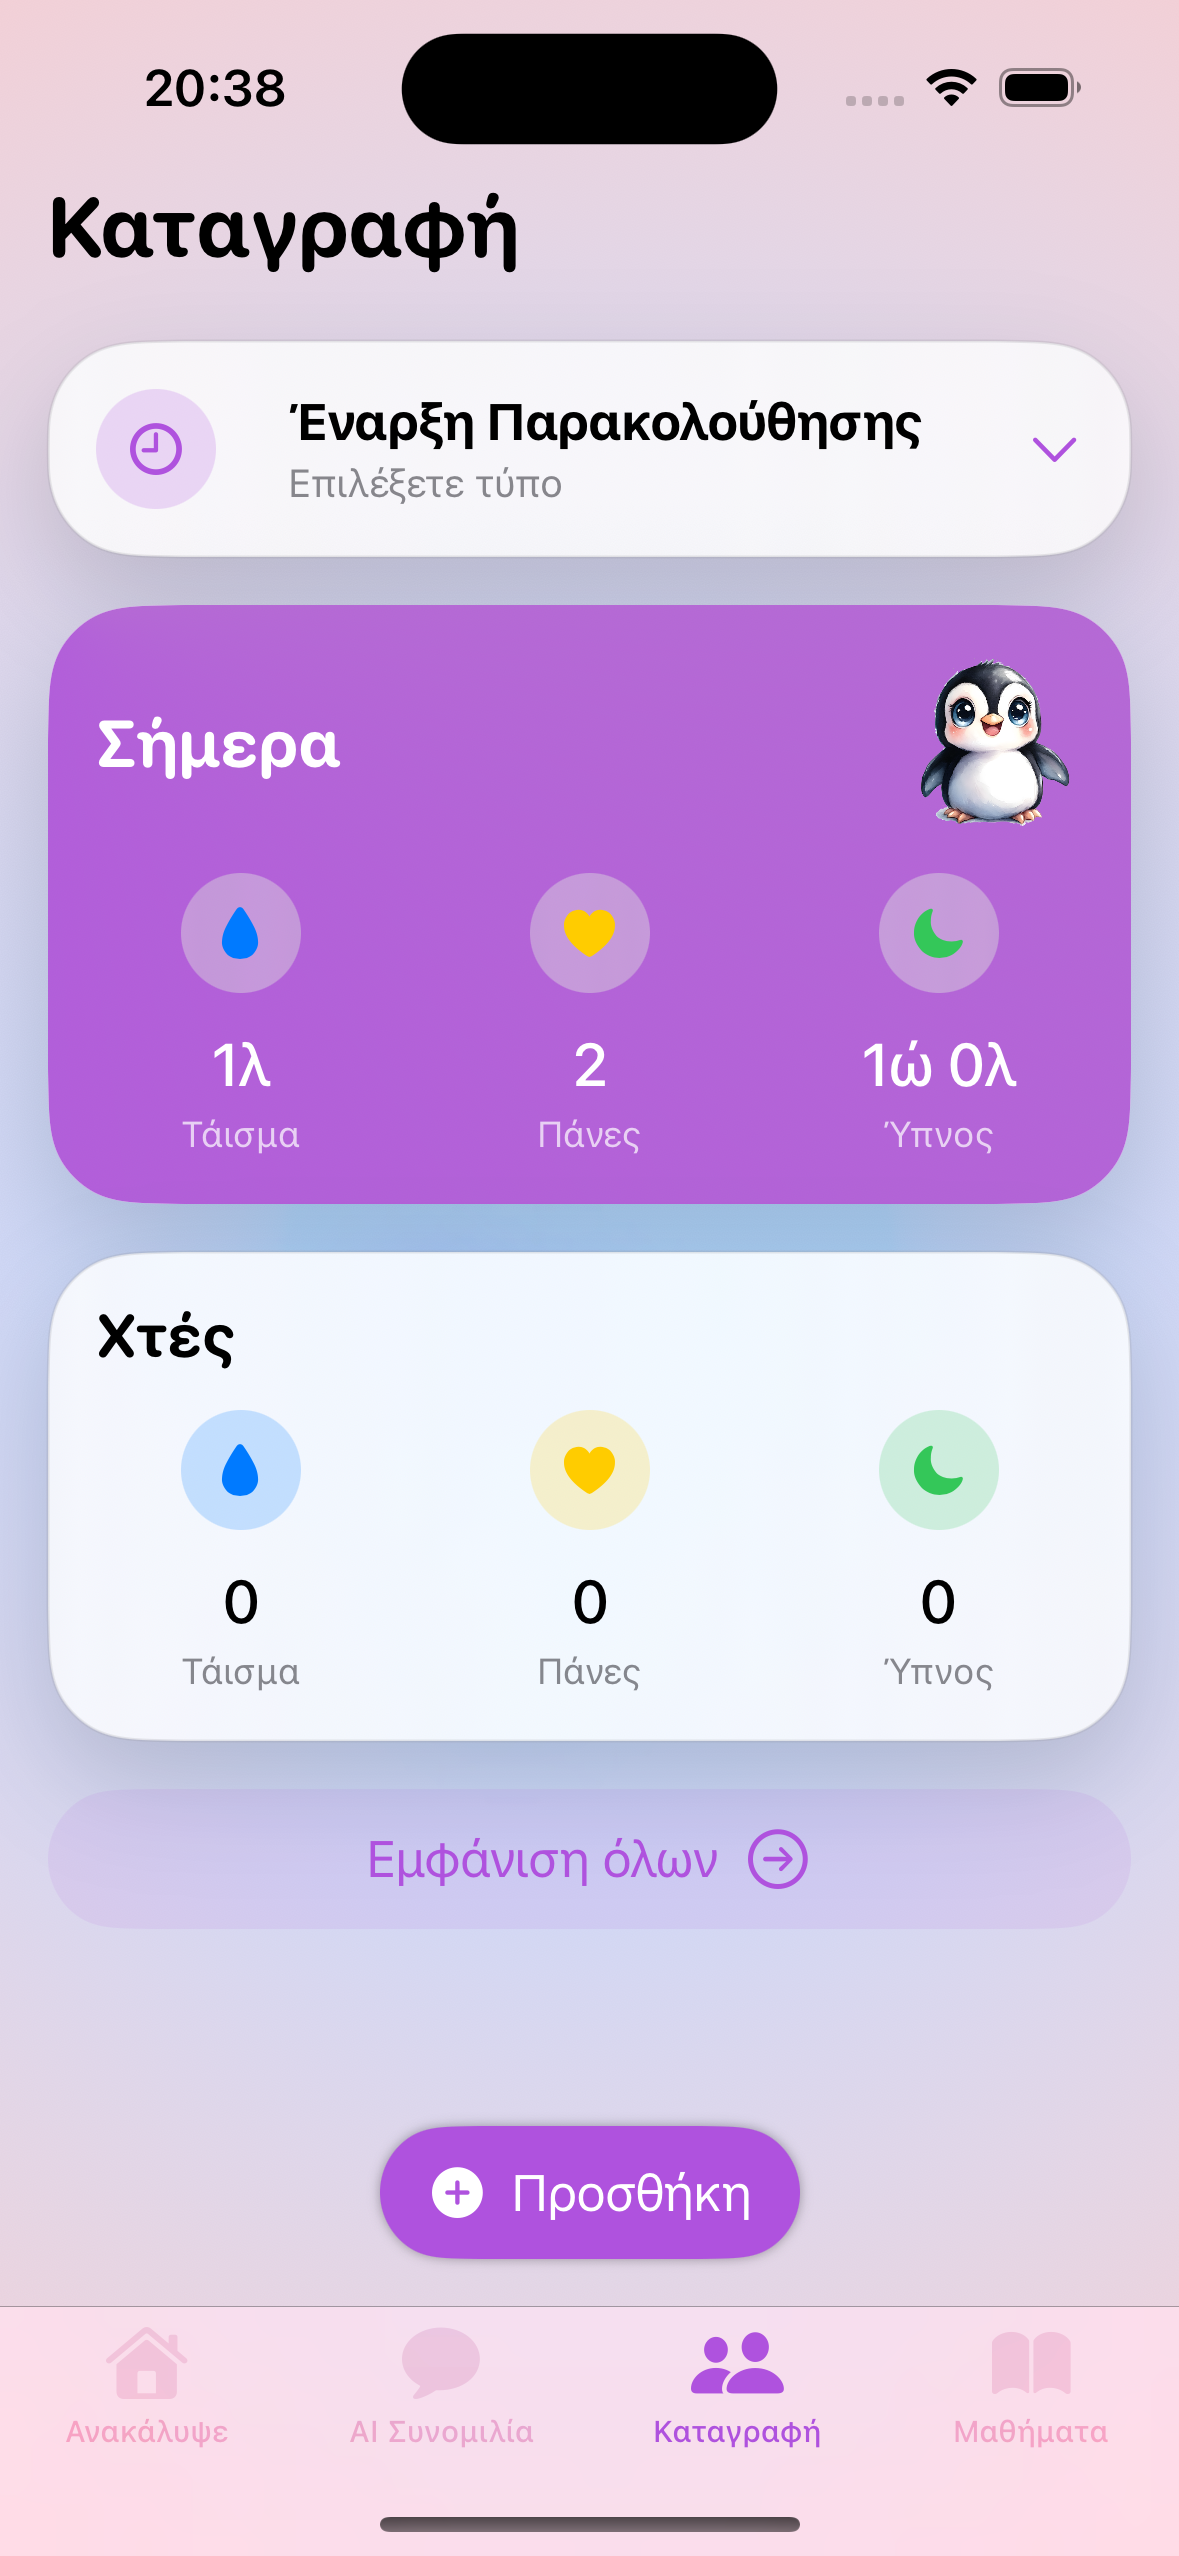 20:38
Καταγραφή
Έναρξη Παρακολούθησης
Επιλέξετε τύπο
Σήμερα
1λ 2 1ώ 0λ
Τάισμα Πάνες Ύπνος
Χτές
0 0 0
Τάισμα Πάνες Ύπνος
Εμφάνιση όλων
Προσθήκη
Ανακάλυψε AI Συνομιλία Καταγραφή Μαθήματα